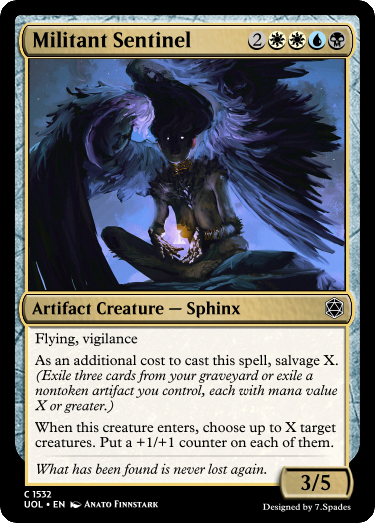 Militant Sentinel 2
Artifact Creature — Sphinx
Flying, vigilance
As an additional cost to cast this spell, salvage X.
(Exile three cards from your graveyard or exile a
nontoken artifact you control, each with mana value
X or greater.)
When this creature enters, choose up to X target
creatures. Put a +1/+1 counter on each of them.
What has been found is never lost again.
3/5
C 1532
UOL • EN Anato Finnstark
Designed by 7.Spades